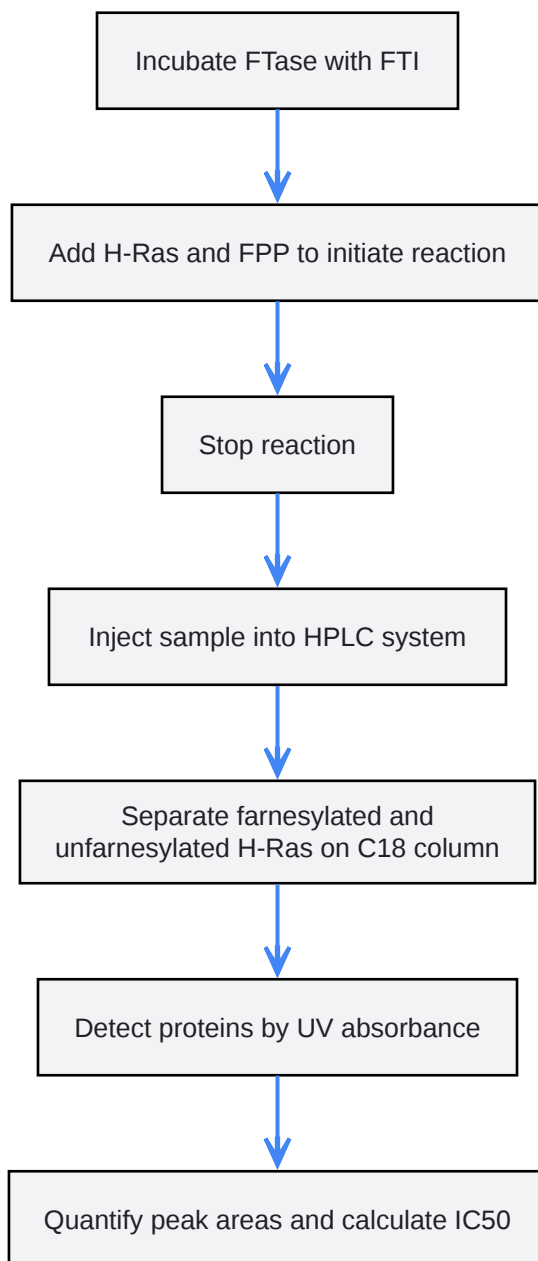 Incubate FTase with FTI
Add H-Ras and FPP to initiate reaction
Stop reaction
Inject sample into HPLC system
Separate farnesylated and
unfarnesylated H-Ras on C18 column
Detect proteins by UV absorbance
Quantify peak areas and calculate IC50